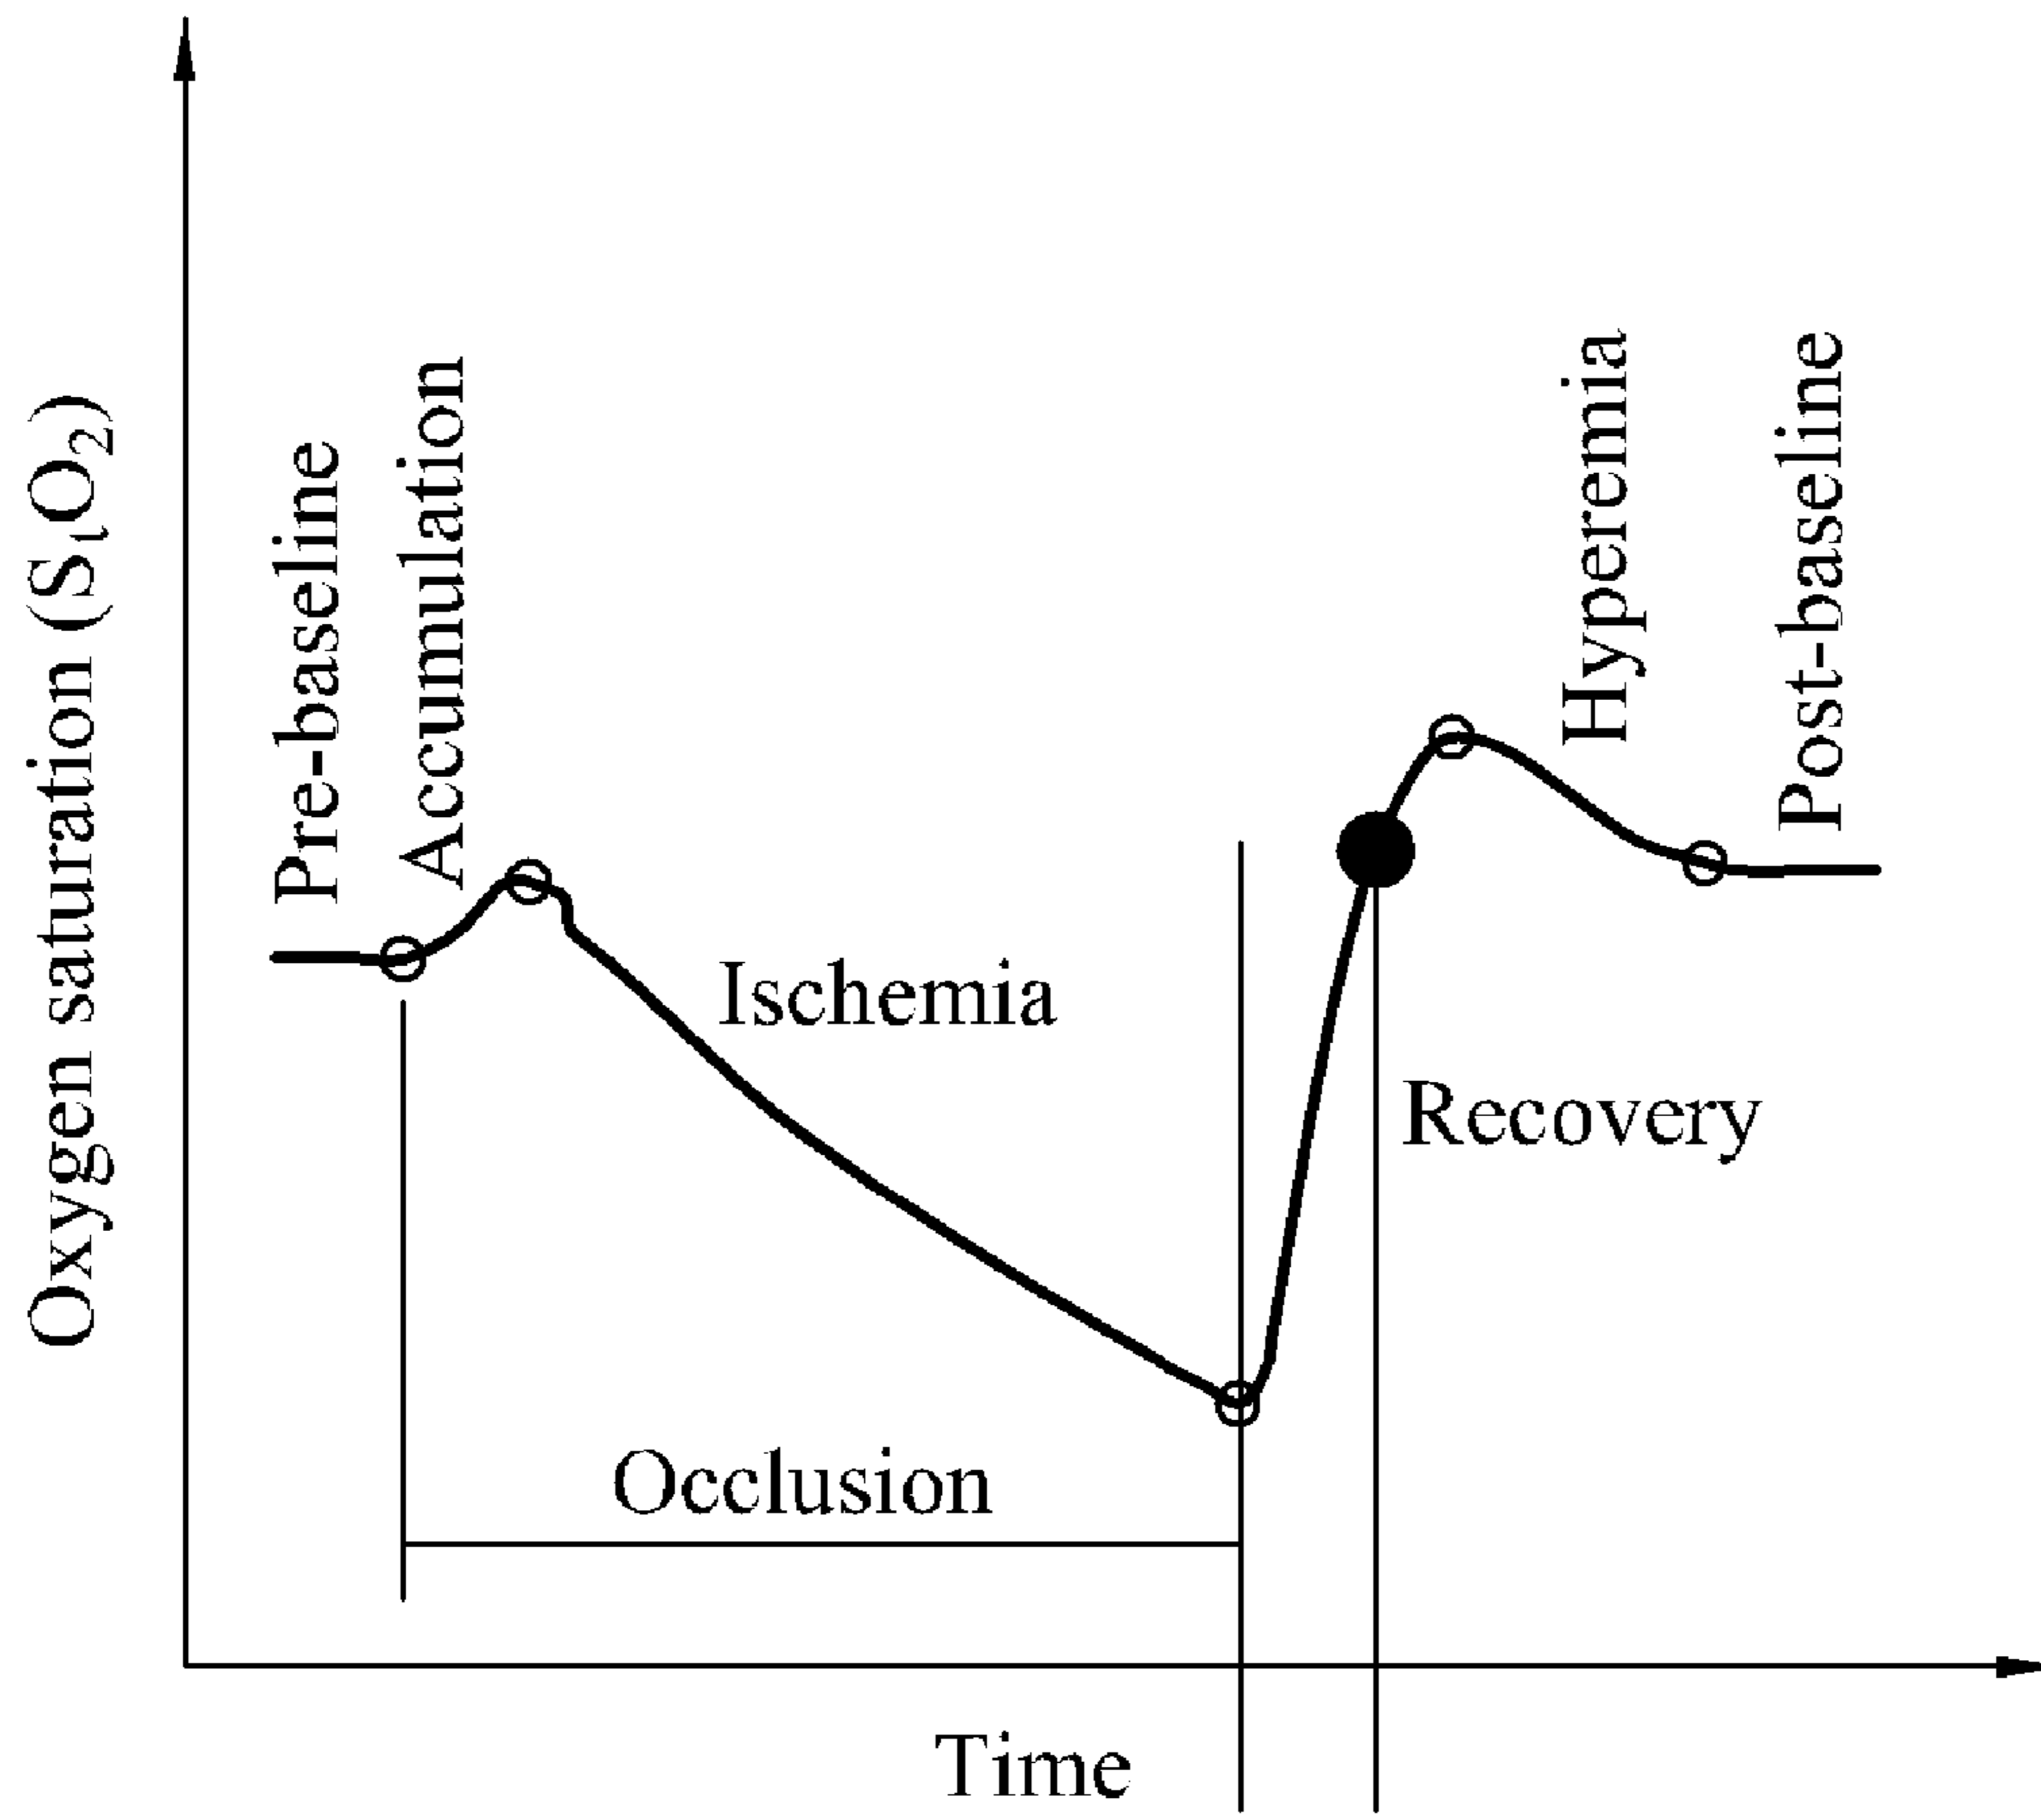 Oxygen saturation (StO2)
Pre-baseline
Accumulation
Ischemia
Occlusion
Recovery
Hyperemia
Post-baseline
Time